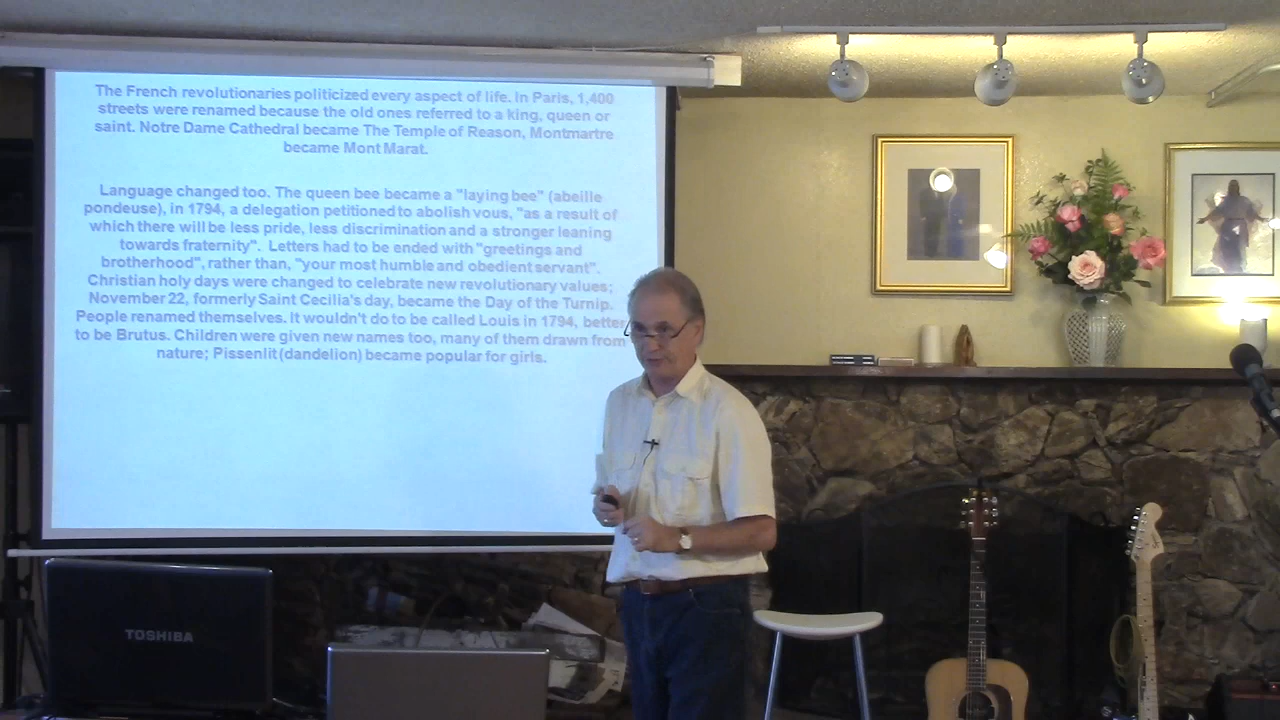 The French revolutionaries politicized every aspect of life. In Paris, 1,400
streets were renamed because the old ones referred to a king, queen or
saint. Notre Dame Cathedral became The Temple of Reason, Montmartre
became Mont Marat.
Language changed too. The queen bee became a "laying bee" (abeille
pondeuse), in 1794, a delegation petitioned to abolish vous, "as a result of
which there will be less pride, less discrimination and a stronger leaning
towards fraternity". Letters had to be ended with "greetings and
brotherhood", rather than, "your most humble and obedient servant".
Christian holy days were changed to celebrate new revolutionary values;
November 22, formerly Saint Cecilia's day, became the Day of the Turnip.
People renamed themselves. It wouldn't do to be called Louis in 1794, better
to be Brutus. Children were given new names too, many of them drawn from
nature; Pissenlit (dandelion) became popular for girls.
TOSHIBA